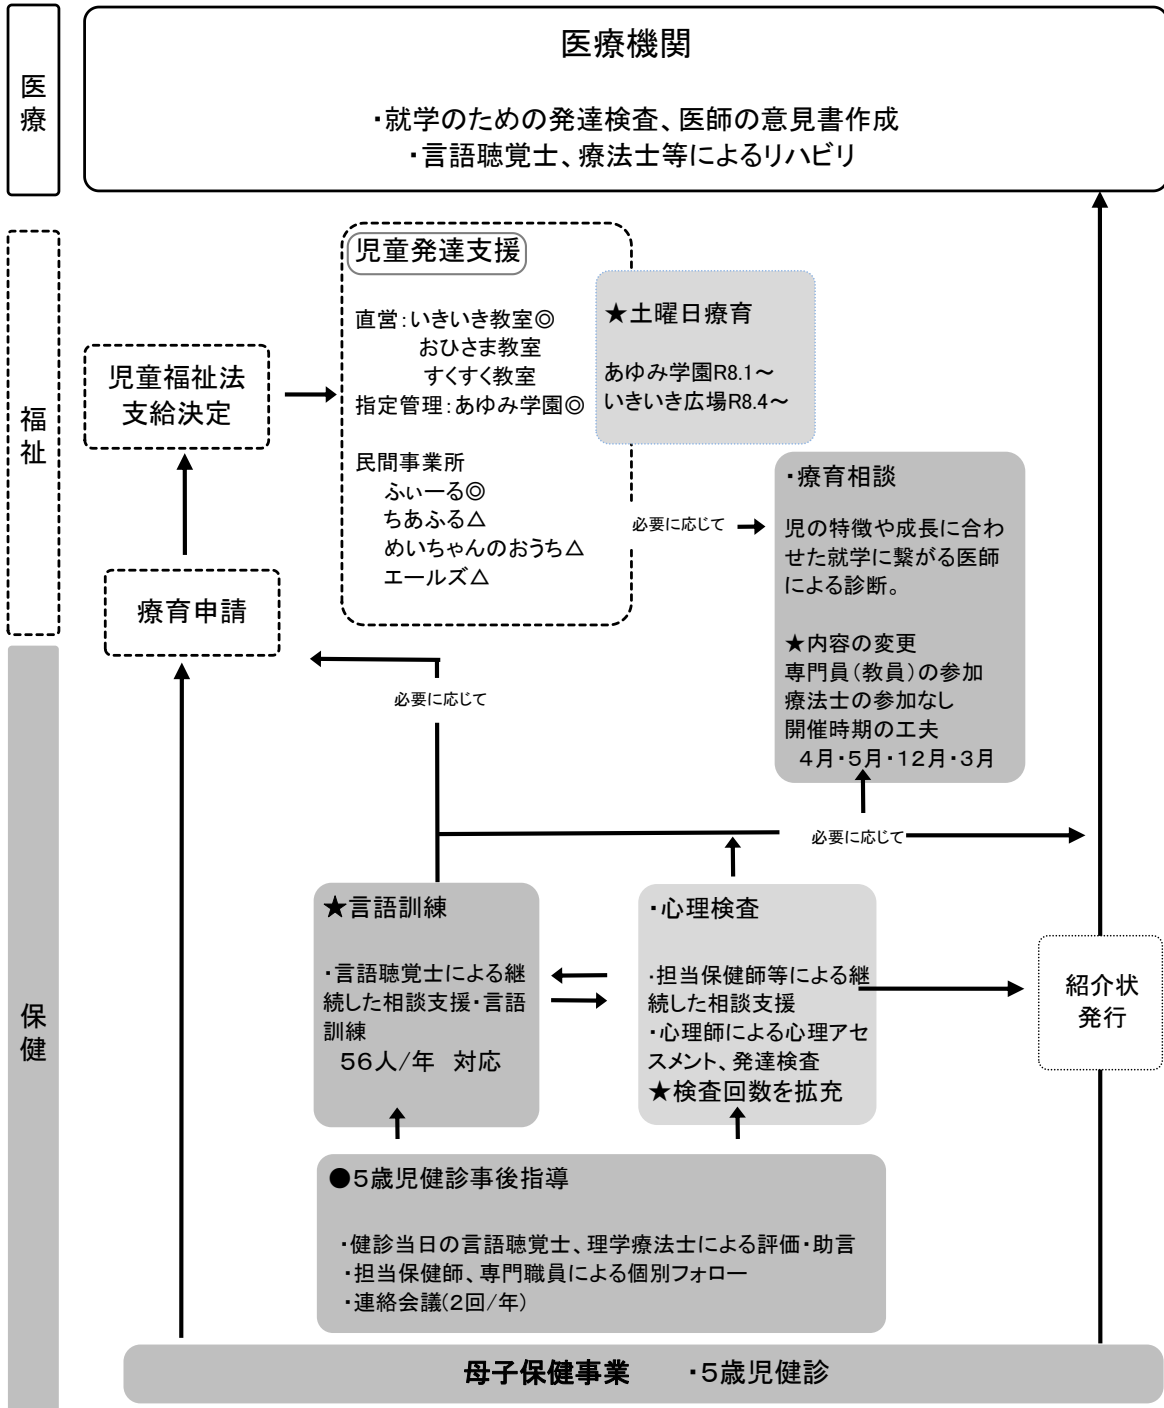 医療
医療機関
・就学のための発達検査、医師の意見書作成
・言語聴覚士、療法士等によるリハビリ
福祉
児童福祉法
支給決定
療育申請
児童発達支援
直営：いきいき教室◎
おひさま教室
すくすく教室
指定管理：あゆみ学園◎
民間事業所
ふぃーる◎
ちあふる△
めいちゃんのおうち△
エールズ△
★土曜日療育
あゆみ学園R8.1～
いきいき広場R8.4～
必要に応じて
・療育相談
児の特徴や成長に合わ
せた就学に繋がる医師
による診断。
★内容の変更
専門員（教員）の参加
療法士の参加なし
開催時期の工夫
４月・５月・１２月・３月
必要に応じて
必要に応じて
保健
★言語訓練
・言語聴覚士による継
続した相談支援・言語
訓練
５６人/年　対応
・心理検査
・担当保健師等による継
続した相談支援
・心理師による心理アセ
スメント、発達検査
★検査回数を拡充
紹介状
発行
●５歳児健診事後指導
・健診当日の言語聴覚士、理学療法士による評価・助言
・担当保健師、専門職員による個別フォロー
・連絡会議(２回/年)
母子保健事業　・５歳児健診